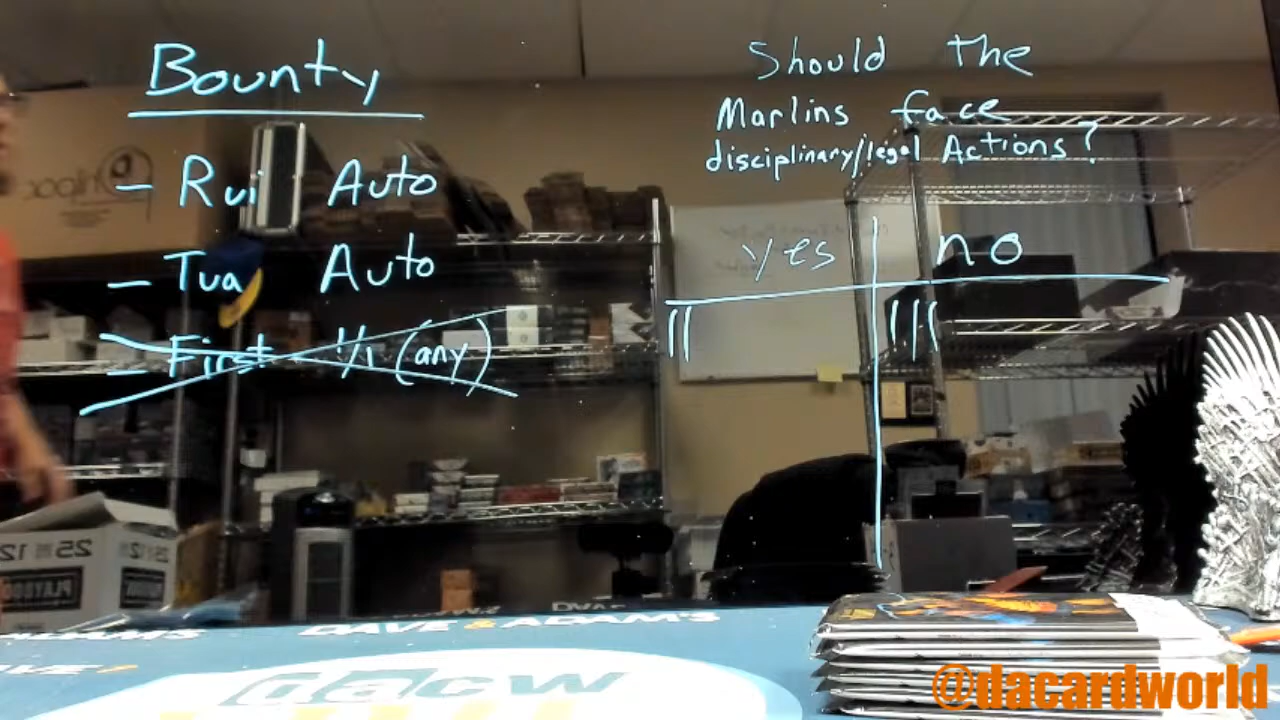 Bounty
- Rui Auto
- Tua Auto
- First 1/1 (any)
Should the
Marlins face
disciplinary/legal Actions?
yes no
|| |||
DAVE & ADAM'S
dacw
@dacardworld